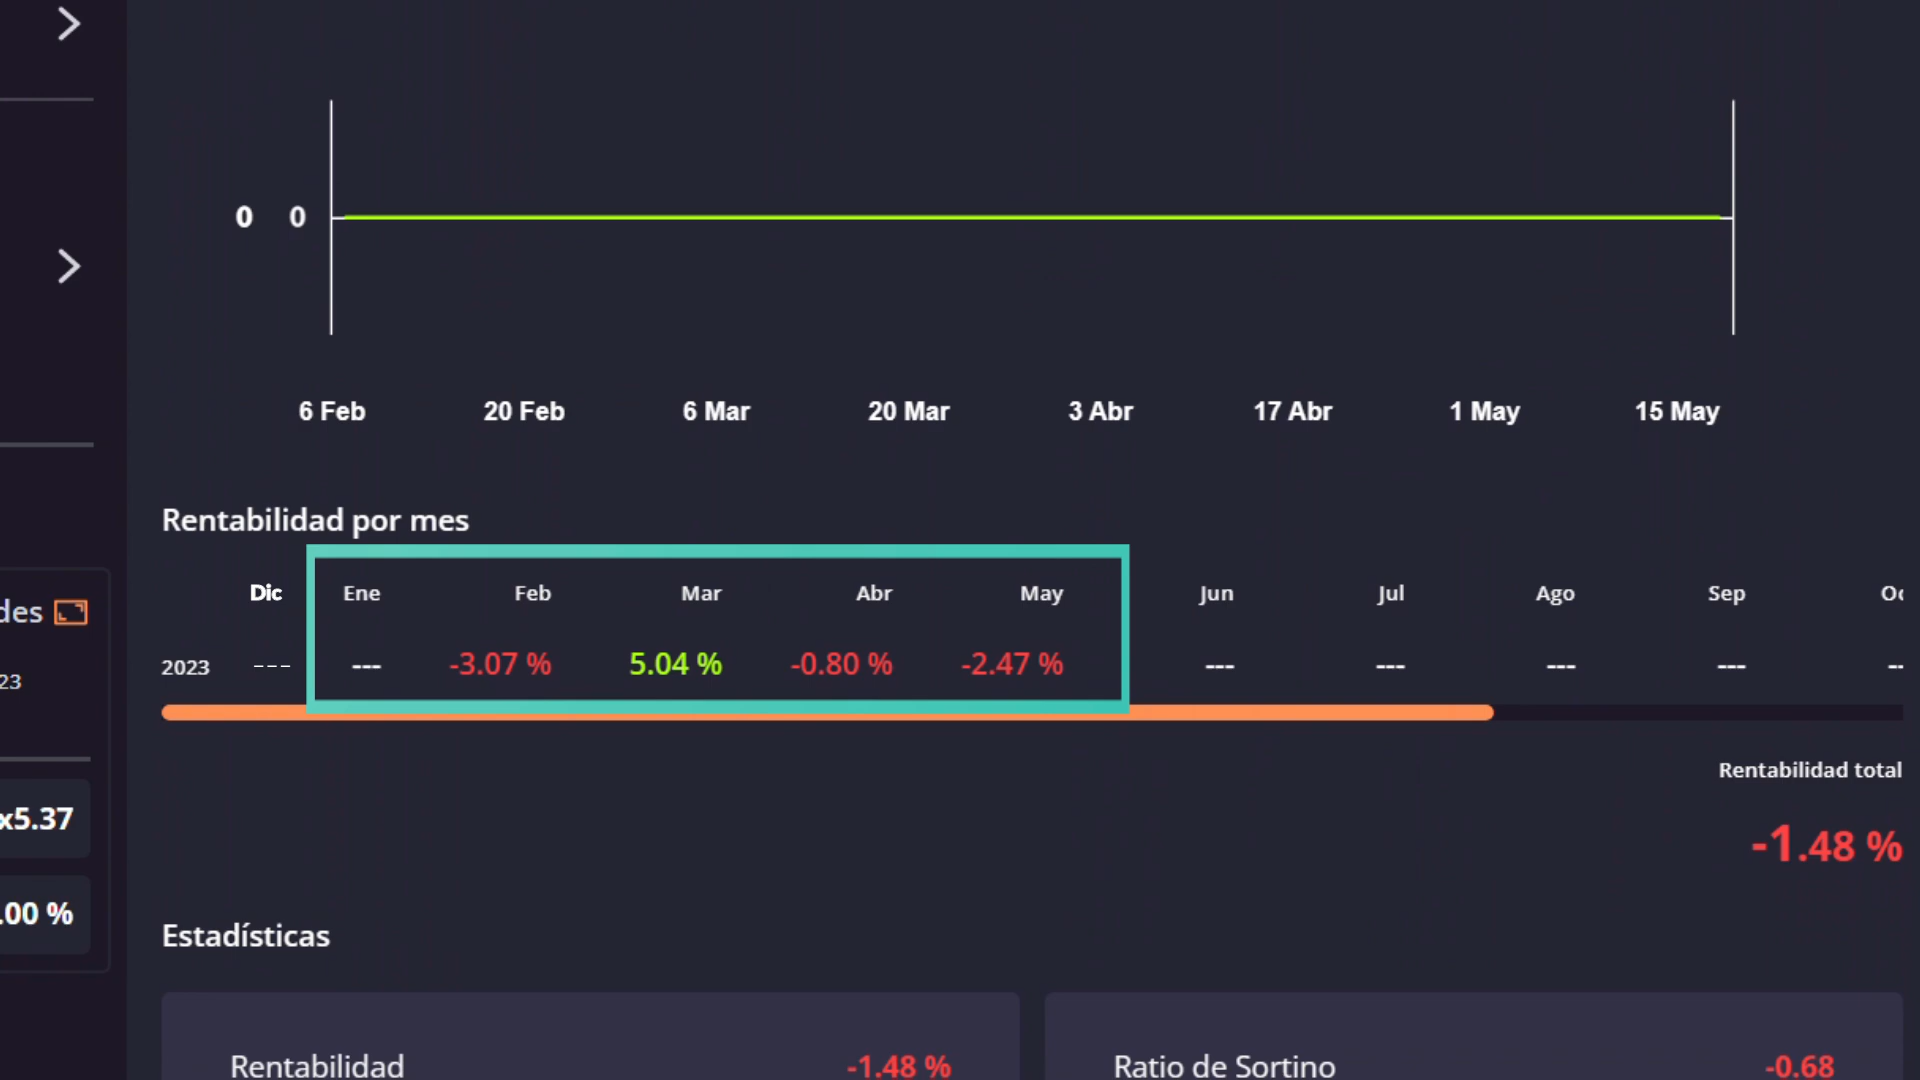 0 0
6 Feb 20 Feb 6 Mar 20 Mar 3 Abr 17 Abr 1 May 15 May
Rentabilidad por mes
Dic Ene Feb Mar Abr May Jun Jul Ago Sep
2023 --- --- -3.07 % 5.04 % -0.80 % -2.47 % --- --- --- --- --
des
23
Rentabilidad total
x5.37
-1.48 %
.00 %
Estadísticas
Rentabilidad -1.48 %
Ratio de Sortino -0.68